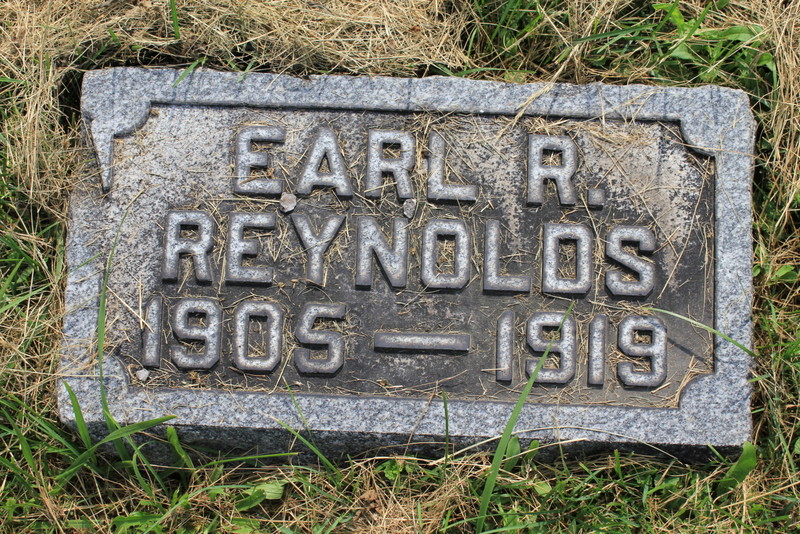 EARL R.
REYNOLDS
1905 — 1919